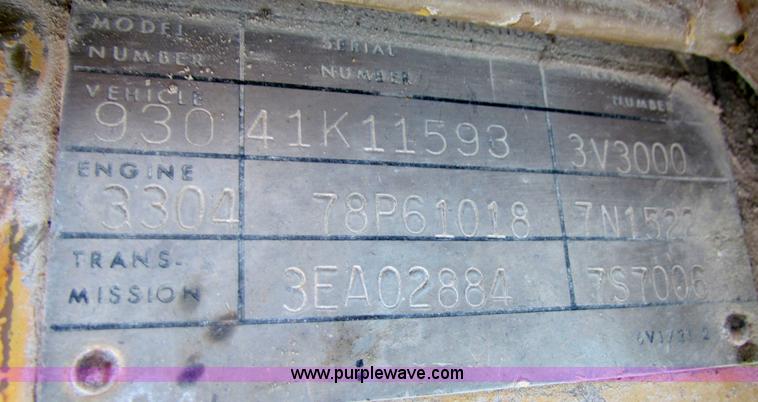 MODEL NUMBER SERIAL NUMBER NUMBER
VEHICLE 930 41K11593 3V3000
ENGINE 3304 78P61018 7N1522
TRANS-
MISSION 3EA02884 7S7006
www.purplewave.com